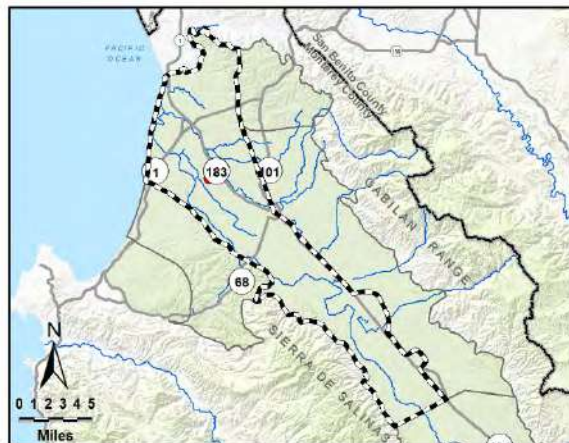 1
PACIFIC
OCEAN
San Benito County
Monterey County
1
183
101
GABILAN RANGE
68
SIERRA DE SALINAS
N
0 1 2 3 4 5
Miles